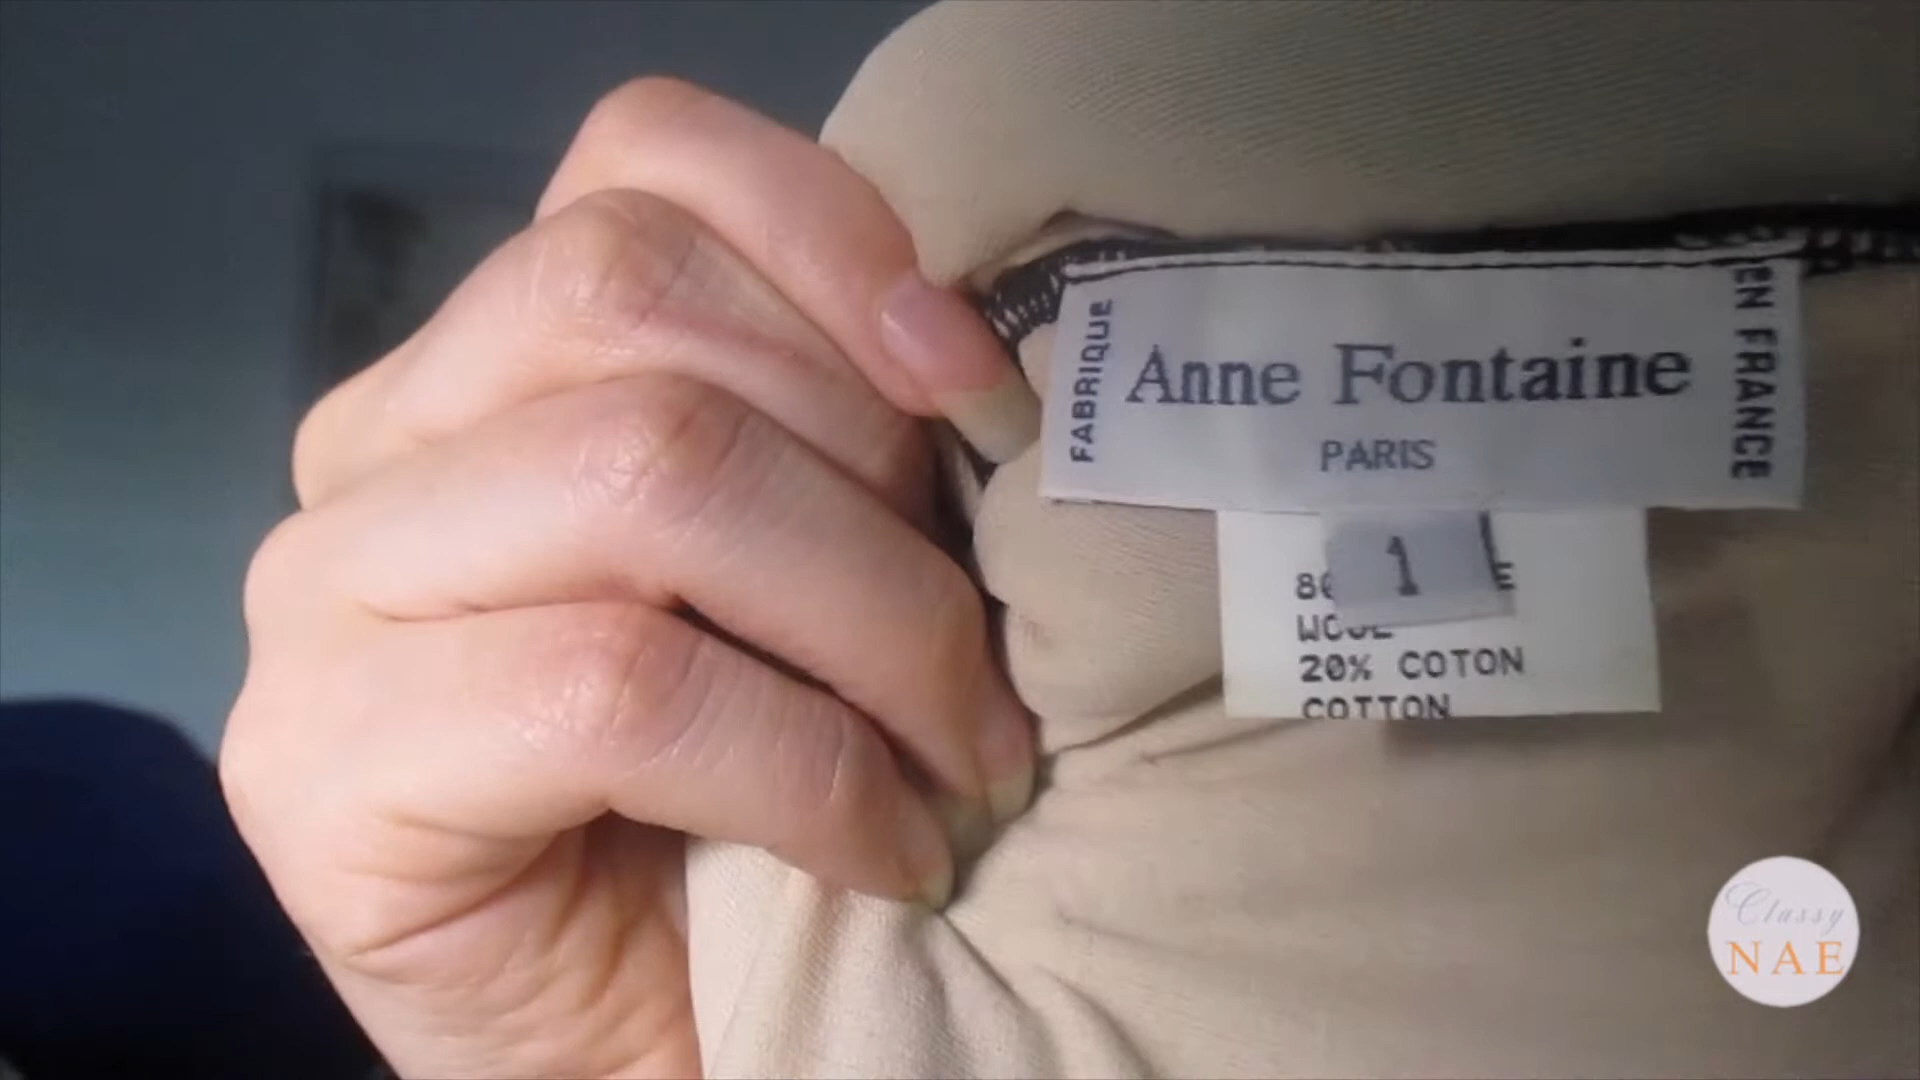 FABRIQUE
Anne Fontaine
PARIS
EN FRANCE
1
20% COTON
COTTON
Classy
NAE